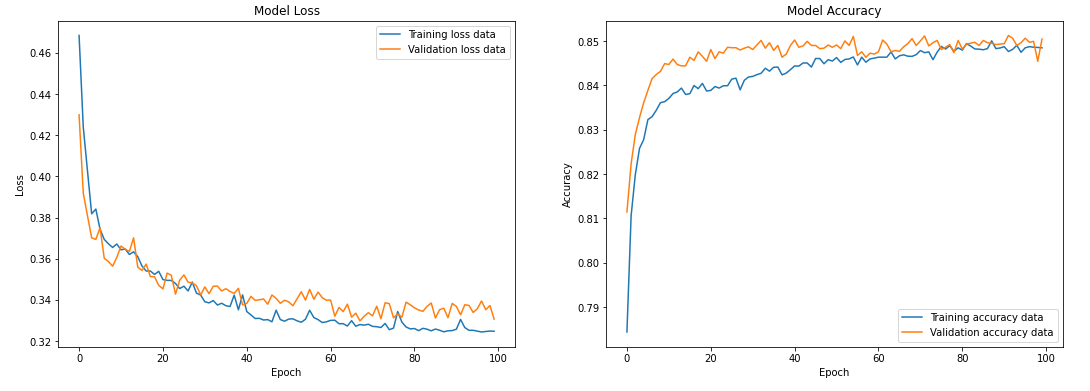 Model Loss
Training loss data
Validation loss data
0.46
0.44
0.42
0.40
0.38
0.36
0.34
0.32
0
20
40
60
80
100
Loss
Epoch
Model Accuracy
0.85
0.84
0.83
0.82
0.81
0.80
0.79
Training accuracy data
Validation accuracy data
0
20
40
60
80
100
Accuracy
Epoch